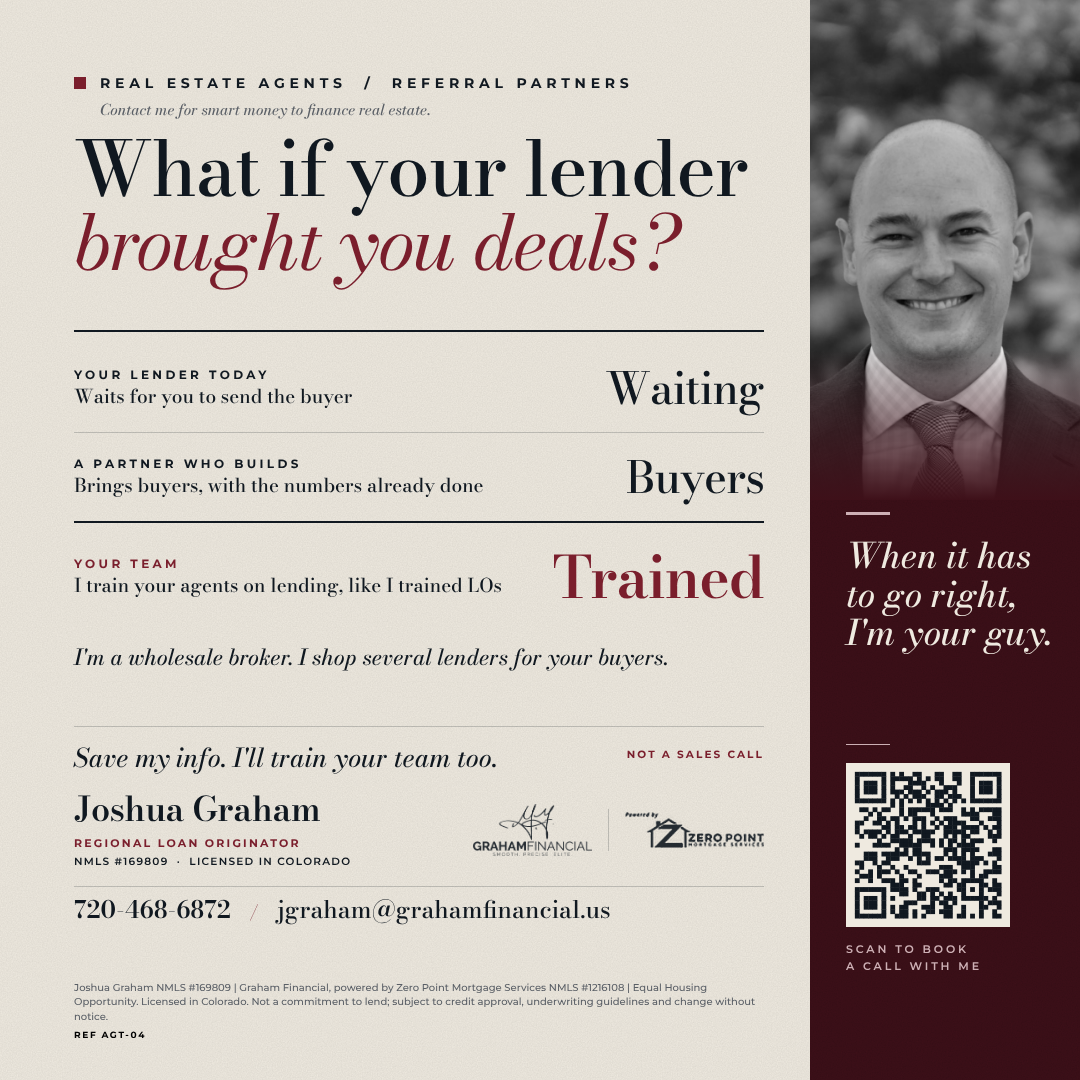 REAL ESTATE AGENTS / REFERRAL PARTNERS
Contact me for smart money to finance real estate.
What if your lender
brought you deals?
YOUR LENDER TODAY
Waits for you to send the buyer
Waiting
A PARTNER WHO BUILDS
Brings buyers, with the numbers already done
Buyers
YOUR TEAM
I train your agents on lending, like I trained LOs
Trained
I'm a wholesale broker. I shop several lenders for your buyers.
Save my info. I'll train your team too.
NOT A SALES CALL
Joshua Graham
REGIONAL LOAN ORIGINATOR
NMLS #169809 · LICENSED IN COLORADO
GRAHAMFINANCIAL
SMOOTH. PRECISE. ELITE.
Powered by
ZERO POINT
MORTGAGE SERVICES
720-468-6872 / jgraham@grahamfinancial.us
Joshua Graham NMLS #169809 | Graham Financial, powered by Zero Point Mortgage Services NMLS #1216108 | Equal Housing
Opportunity. Licensed in Colorado. Not a commitment to lend; subject to credit approval, underwriting guidelines and change without
notice.
REF AGT-04
When it has
to go right,
I'm your guy.
SCAN TO BOOK
A CALL WITH ME